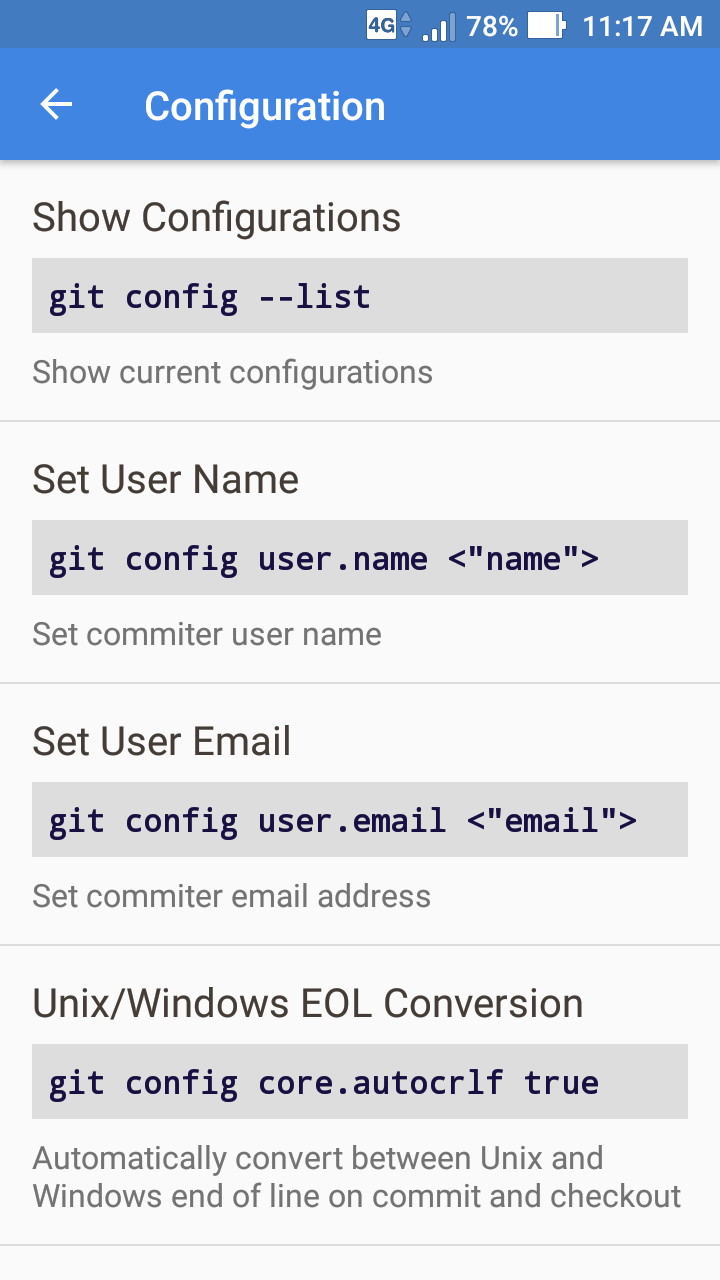 4G 78% 11:17 AM
Configuration
Show Configurations
git config --list
Show current configurations
Set User Name
git config user.name <"name">
Set commiter user name
Set User Email
git config user.email <"email">
Set commiter email address
Unix/Windows EOL Conversion
git config core.autocrlf true
Automatically convert between Unix and
Windows end of line on commit and checkout